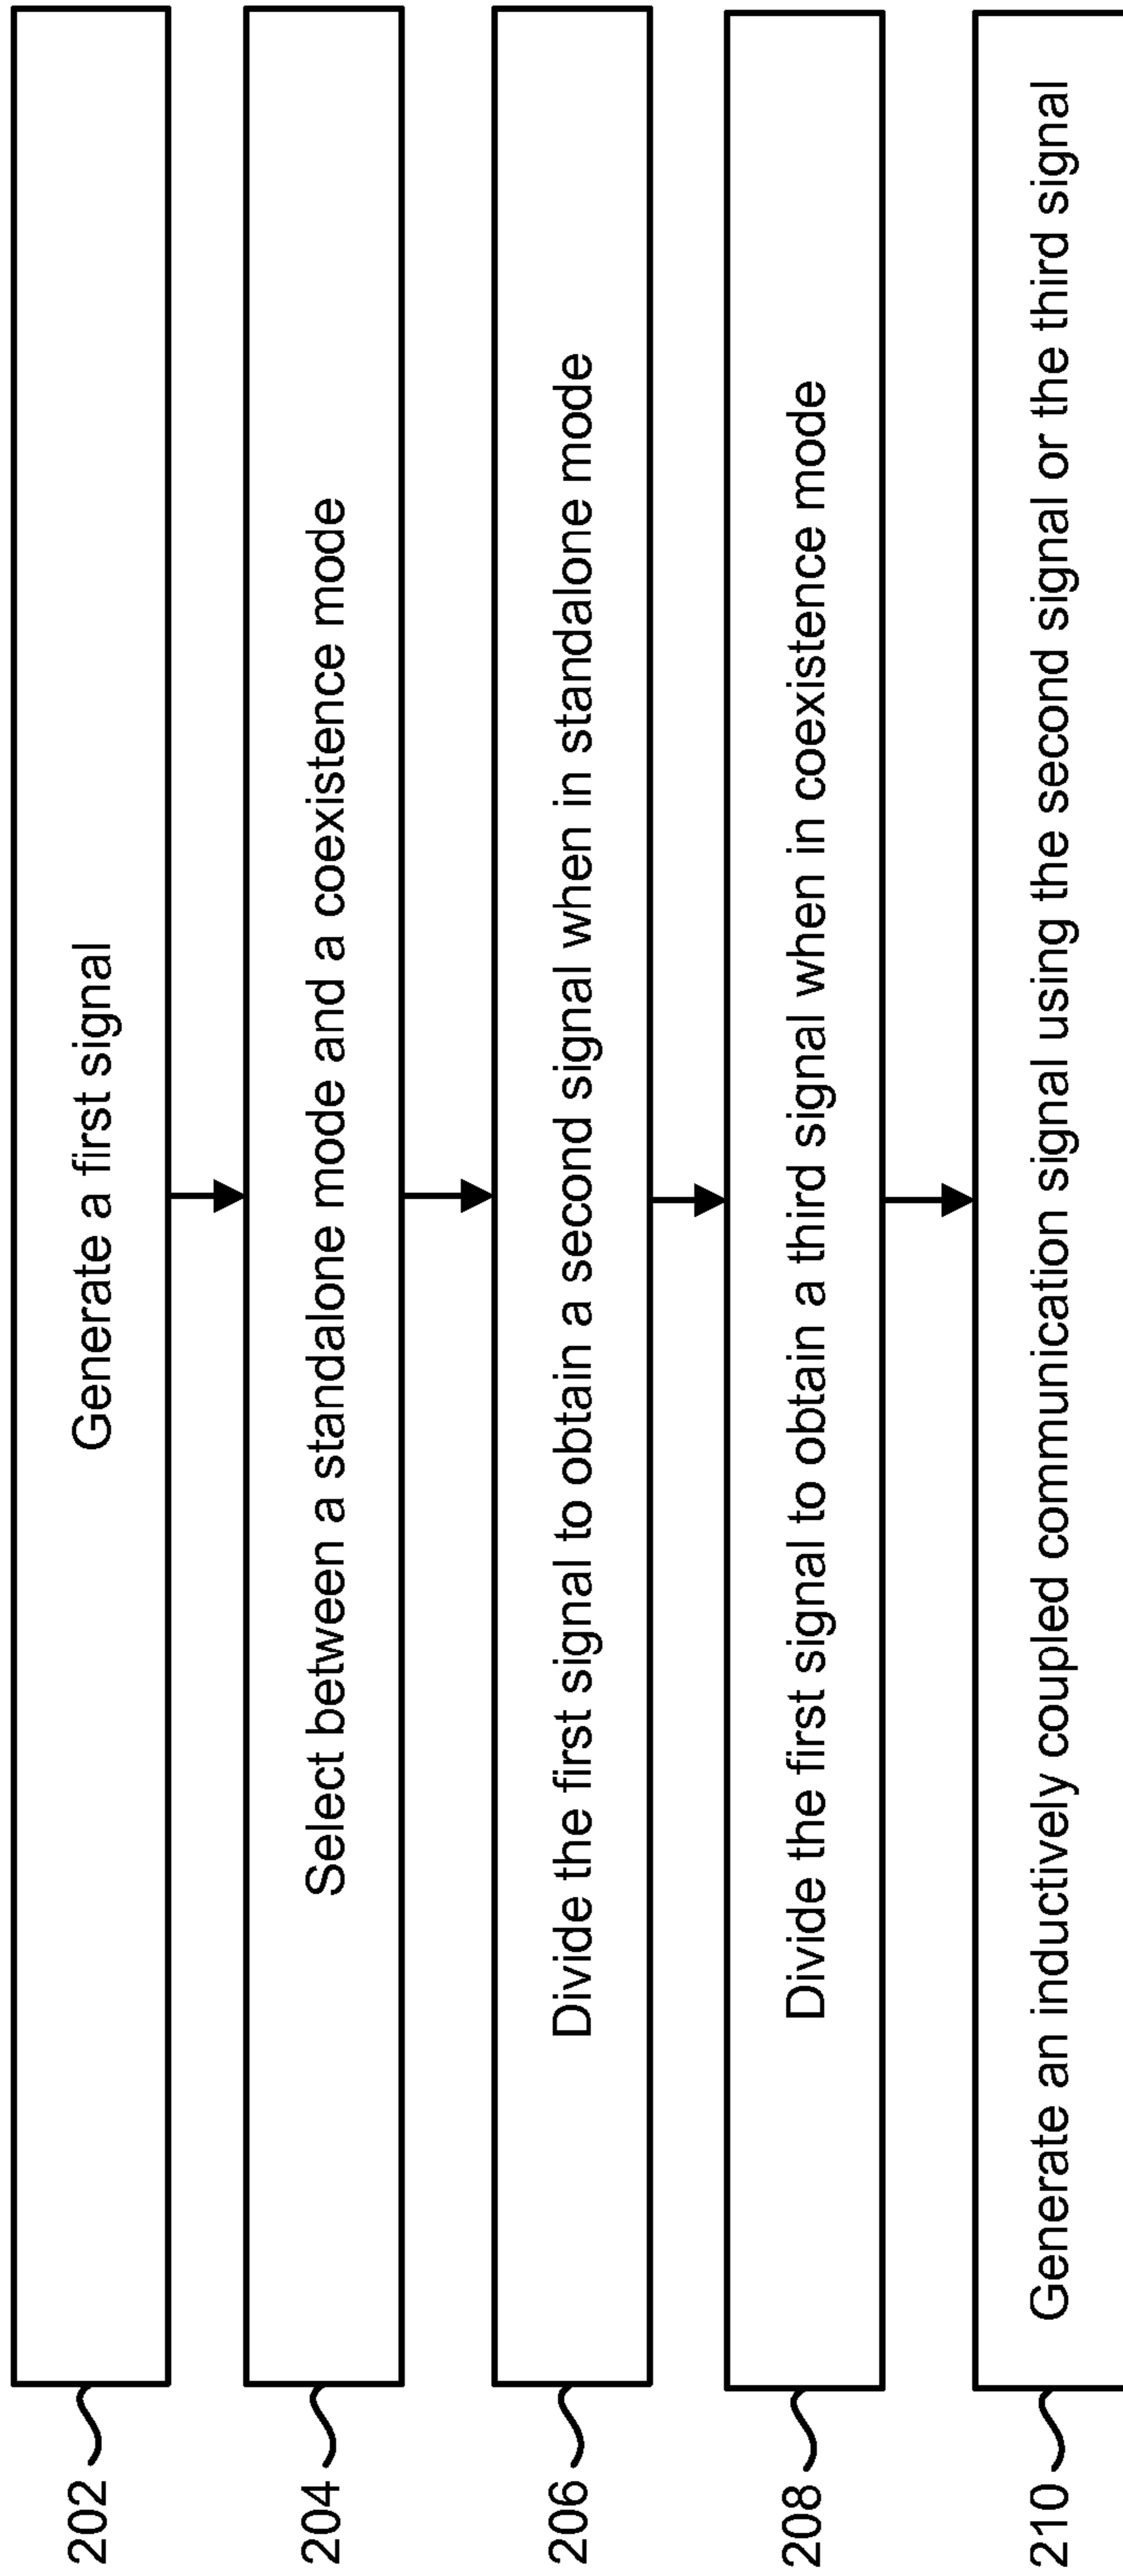 202
Generate a first signal
204
Select between a standalone mode and a coexistence mode
206
Divide the first signal to obtain a second signal when in standalone mode
208
Divide the first signal to obtain a third signal when in coexistence mode
210
Generate an inductively coupled communication signal using the second signal or the third signal